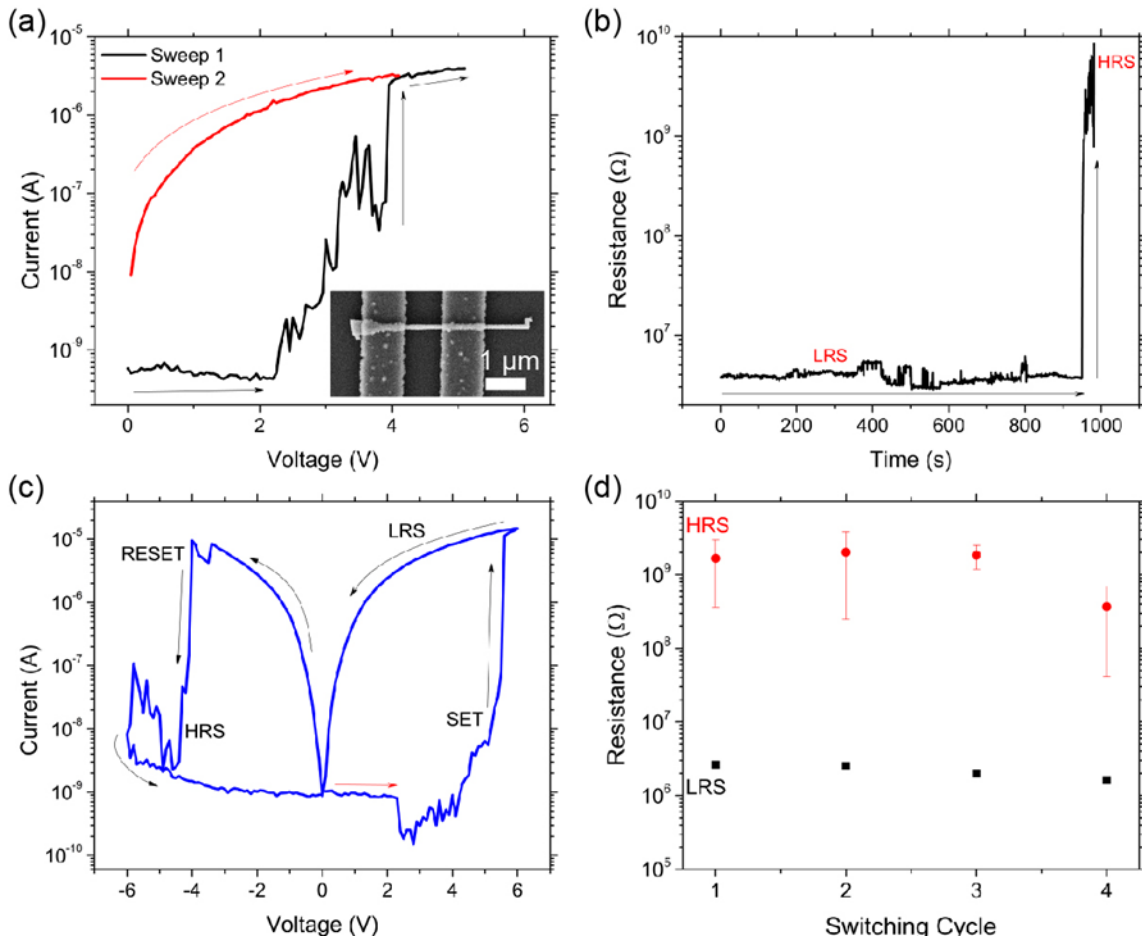 (a)
Sweep 1
Sweep 2
10⁻⁵
10⁻⁶
10⁻⁷
10⁻⁸
10⁻⁹
Current (A)
0 2 4 6
Voltage (V)
1 μm
(b)
10¹⁰
10⁹
10⁸
10⁷
Resistance (Ω)
HRS
LRS
0 200 400 600 800 1000
Time (s)
(c)
10⁻⁴
10⁻⁵
10⁻⁶
10⁻⁷
10⁻⁸
10⁻⁹
10⁻¹⁰
Current (A)
RESET
LRS
HRS
SET
-6 -4 -2 0 2 4 6
Voltage (V)
(d)
10¹⁰
10⁹
10⁸
10⁷
10⁶
10⁵
Resistance (Ω)
HRS
LRS
1 2 3 4
Switching Cycle